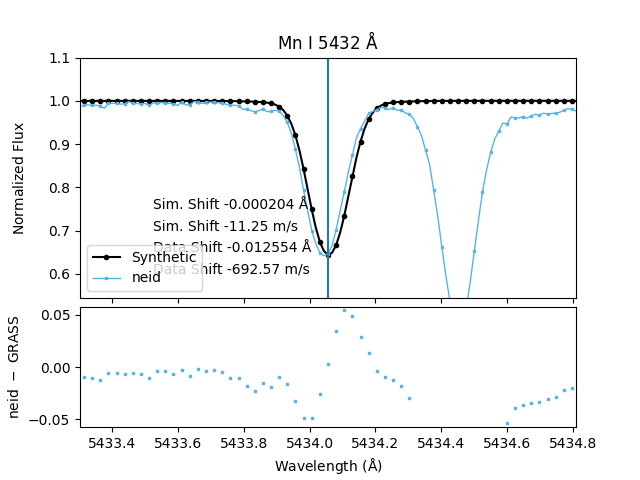 Mn I 5432 Å
Normalized Flux
1.1
1.0
0.9
0.8
0.7
0.6
Sim. Shift -0.000204 Å
Sim. Shift -11.25 m/s
Data Shift -0.012554 Å
Data Shift -692.57 m/s
Synthetic
neid
neid − GRASS
0.05
0.00
−0.05
5433.4 5433.6 5433.8 5434.0 5434.2 5434.4 5434.6 5434.8
Wavelength (Å)